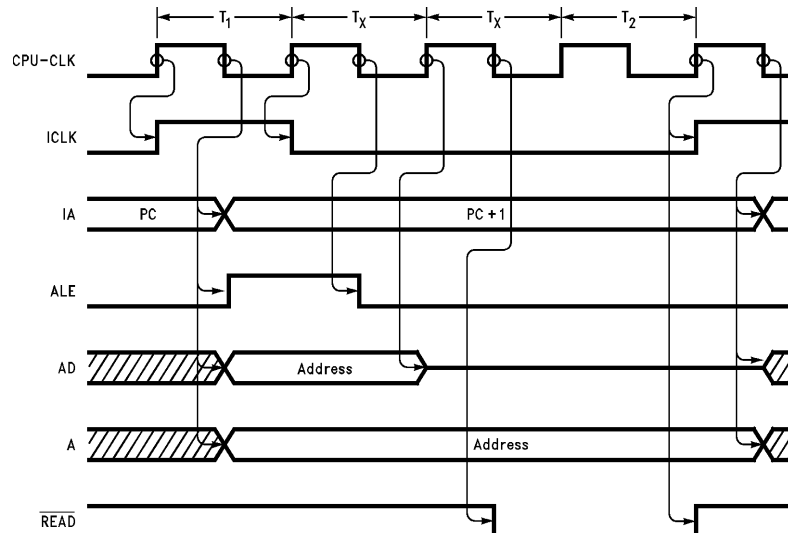 T1 TX TX T2
CPU-CLK
ICLK
IA PC PC+1
ALE
AD Address
A Address
READ